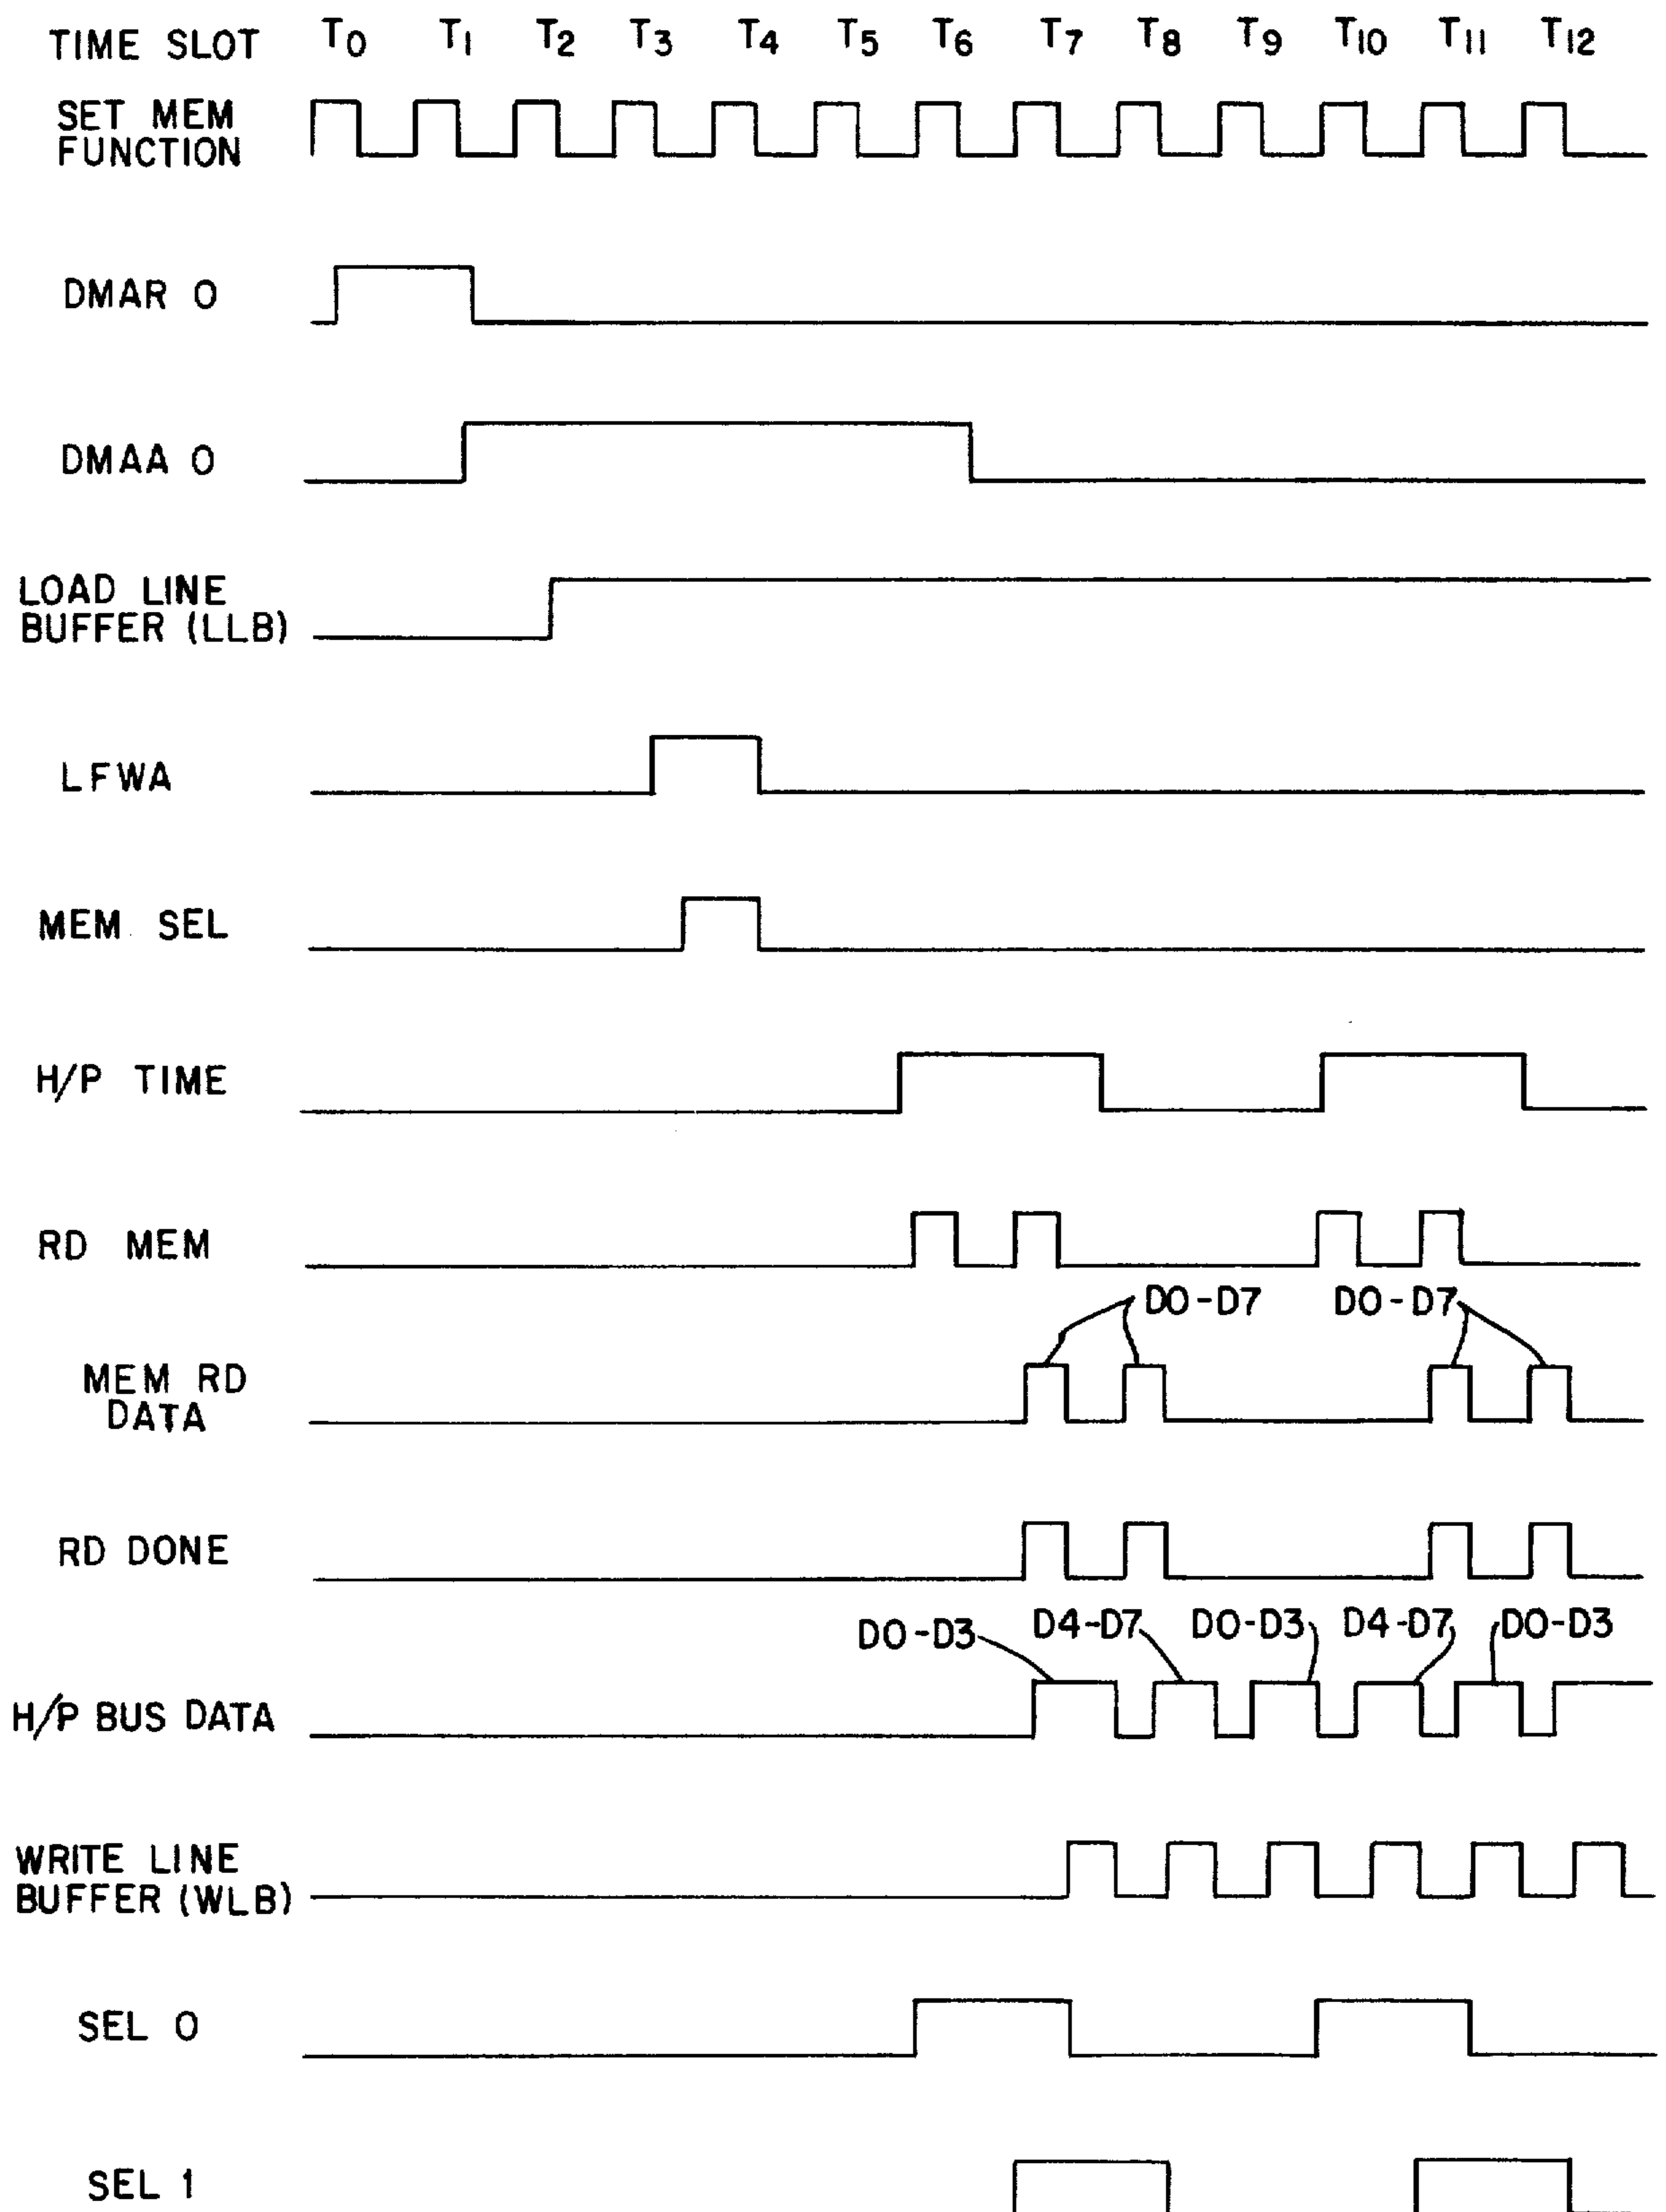 TIME SLOT T0 T1 T2 T3 T4 T5 T6 T7 T8 T9 T10 T11 T12
SET MEM
FUNCTION
DMAR 0
DMAA 0
LOAD LINE
BUFFER (LLB)
LFWA
MEM SEL
H/P TIME
RD MEM
D0-D7 D0-D7
MEM RD
DATA
RD DONE
D0-D3 D4-D7 D0-D3 D4-D7 D0-D3
H/P BUS DATA
WRITE LINE
BUFFER (WLB)
SEL 0
SEL 1